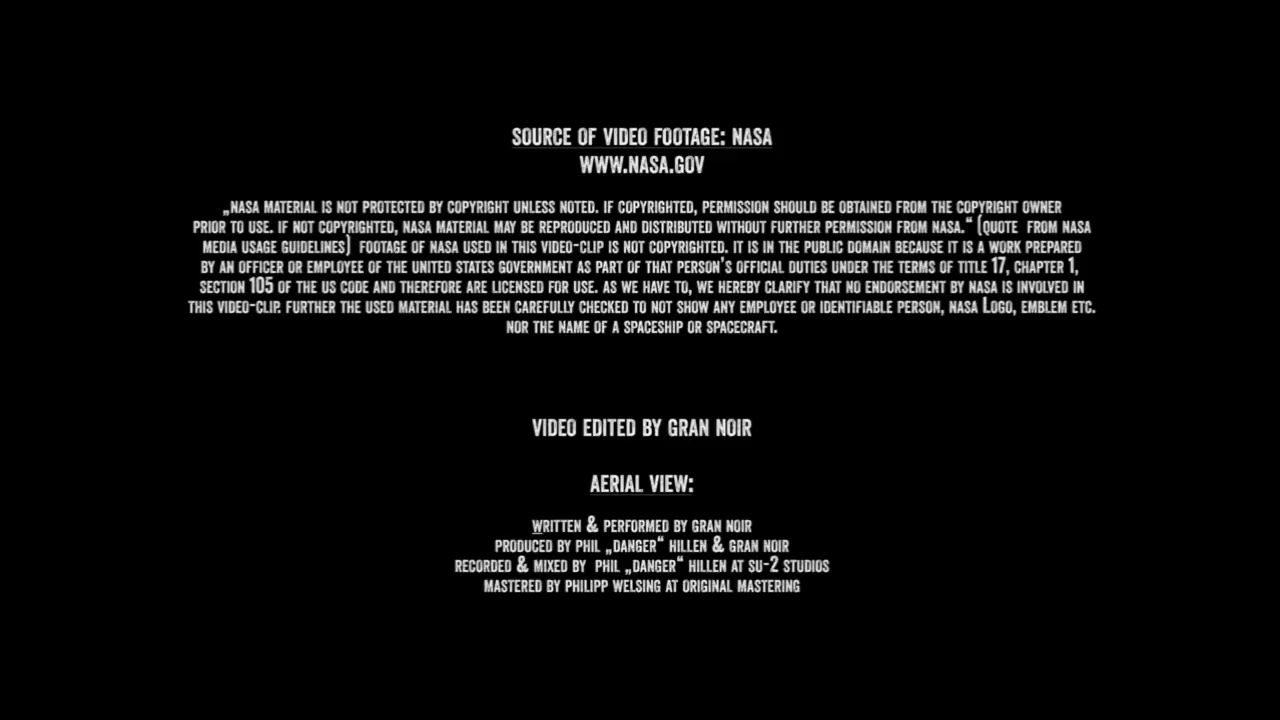 SOURCE OF VIDEO FOOTAGE: NASA
WWW.NASA.GOV
„NASA MATERIAL IS NOT PROTECTED BY COPYRIGHT UNLESS NOTED. IF COPYRIGHTED, PERMISSION SHOULD BE OBTAINED FROM THE COPYRIGHT OWNER
PRIOR TO USE. IF NOT COPYRIGHTED, NASA MATERIAL MAY BE REPRODUCED AND DISTRIBUTED WITHOUT FURTHER PERMISSION FROM NASA.“ (QUOTE FROM NASA
MEDIA USAGE GUIDELINES) FOOTAGE OF NASA USED IN THIS VIDEO-CLIP IS NOT COPYRIGHTED. IT IS IN THE PUBLIC DOMAIN BECAUSE IT IS A WORK PREPARED
BY AN OFFICER OR EMPLOYEE OF THE UNITED STATES GOVERNMENT AS PART OF THAT PERSON'S OFFICIAL DUTIES UNDER THE TERMS OF TITLE 17, CHAPTER 1,
SECTION 105 OF THE US CODE AND THEREFORE ARE LICENSED FOR USE. AS WE HAVE TO, WE HEREBY CLARIFY THAT NO ENDORSEMENT BY NASA IS INVOLVED IN
THIS VIDEO-CLIP. FURTHER THE USED MATERIAL HAS BEEN CAREFULLY CHECKED TO NOT SHOW ANY EMPLOYEE OR IDENTIFIABLE PERSON, NASA LOGO, EMBLEM ETC.
NOR THE NAME OF A SPACESHIP OR SPACECRAFT.
VIDEO EDITED BY GRAN NOIR
AERIAL VIEW:
WRITTEN & PERFORMED BY GRAN NOIR
PRODUCED BY PHIL „DANGER“ HILLEN & GRAN NOIR
RECORDED & MIXED BY PHIL „DANGER“ HILLEN AT SU-2 STUDIOS
MASTERED BY PHILIPP WELSING AT ORIGINAL MASTERING